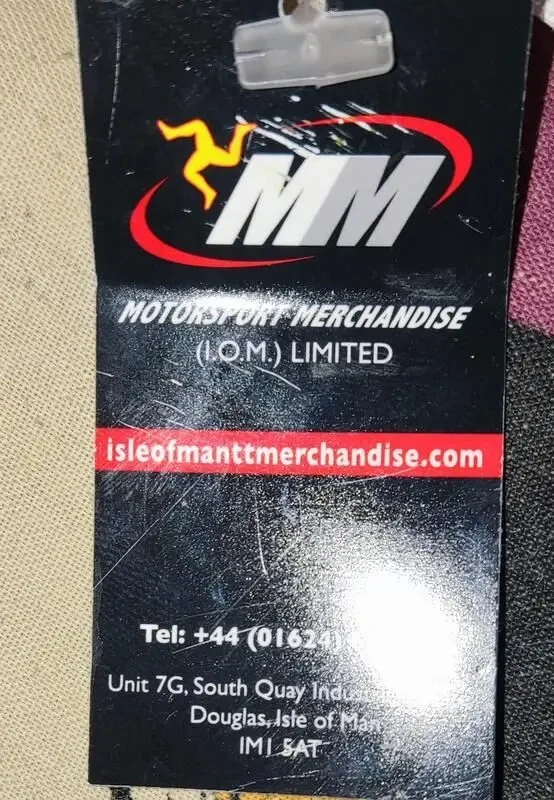 MM
MOTORSPORT MERCHANDISE
(I.O.M.) LIMITED
isleofmanttmerchandise.com
Tel: +44 (01624)
Unit 7G, South Quay
Douglas, Isle of Man
IM1 5AT